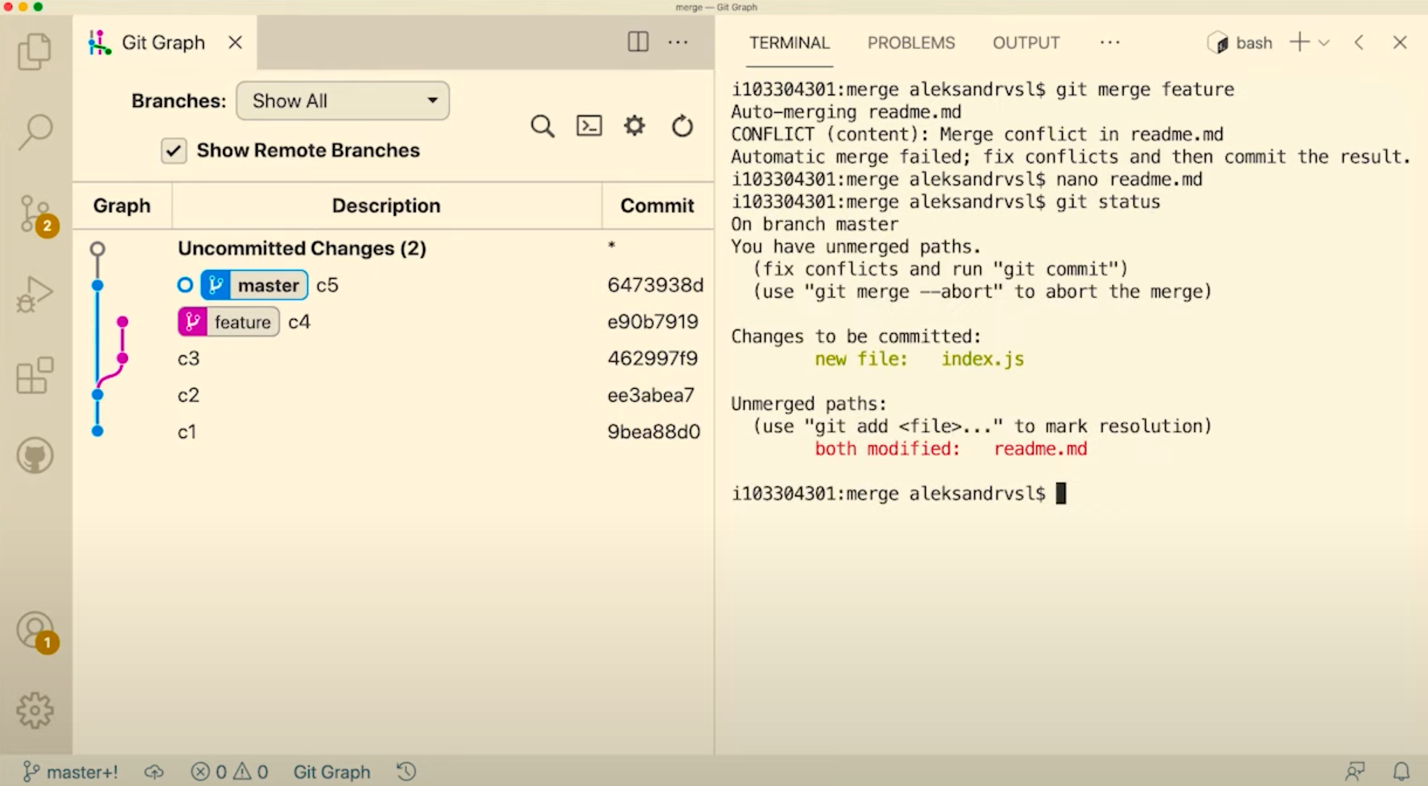 merge — Git Graph
Git Graph
Branches: Show All
Show Remote Branches
Graph Description Commit
Uncommitted Changes (2) *
master c5 6473938d
feature c4 e90b7919
c3 462997f9
c2 ee3abea7
c1 9bea88d0
2
1
TERMINAL PROBLEMS OUTPUT ... bash
i103304301:merge aleksandrvsl$ git merge feature
Auto-merging readme.md
CONFLICT (content): Merge conflict in readme.md
Automatic merge failed; fix conflicts and then commit the result.
i103304301:merge aleksandrvsl$ nano readme.md
i103304301:merge aleksandrvsl$ git status
On branch master
You have unmerged paths.
(fix conflicts and run "git commit")
(use "git merge --abort" to abort the merge)
Changes to be committed:
new file: index.js
Unmerged paths:
(use "git add <file>..." to mark resolution)
both modified: readme.md
i103304301:merge aleksandrvsl$
master+! 0 0 Git Graph